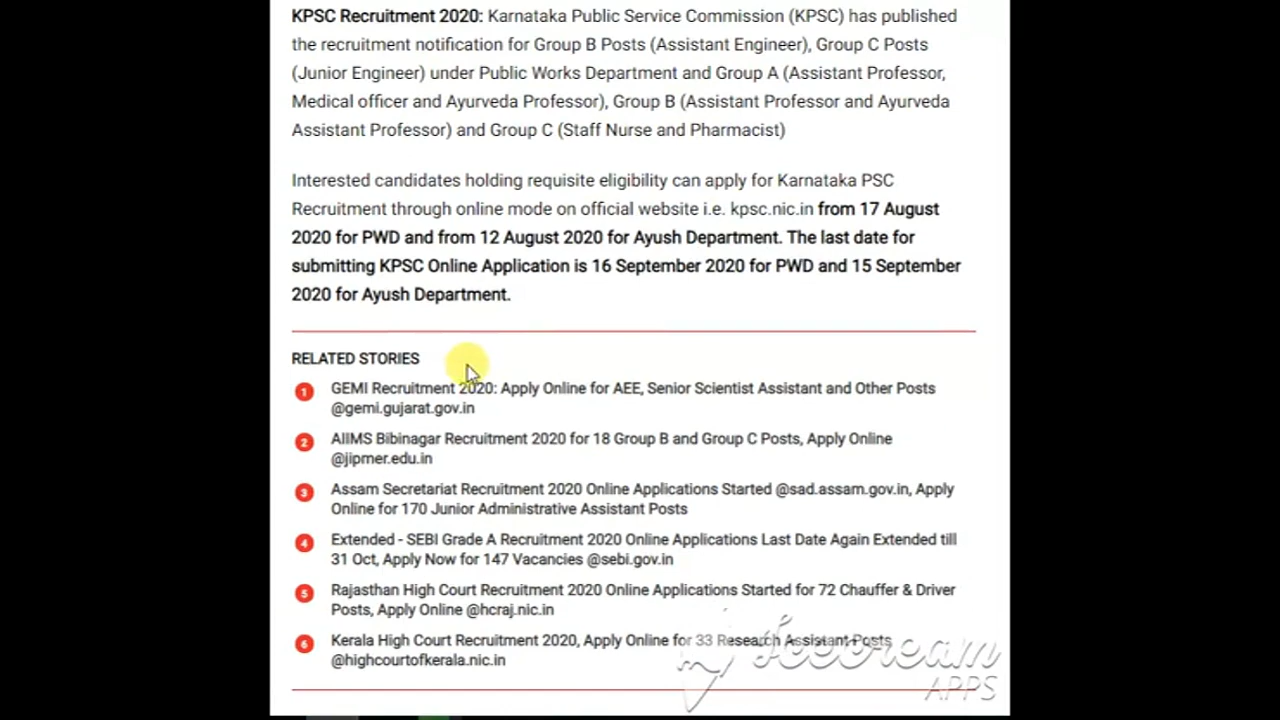 KPSC Recruitment 2020: Karnataka Public Service Commission (KPSC) has published
the recruitment notification for Group B Posts (Assistant Engineer), Group C Posts
(Junior Engineer) under Public Works Department and Group A (Assistant Professor,
Medical officer and Ayurveda Professor), Group B (Assistant Professor and Ayurveda
Assistant Professor) and Group C (Staff Nurse and Pharmacist)
Interested candidates holding requisite eligibility can apply for Karnataka PSC
Recruitment through online mode on official website i.e. kpsc.nic.in from 17 August
2020 for PWD and from 12 August 2020 for Ayush Department. The last date for
submitting KPSC Online Application is 16 September 2020 for PWD and 15 September
2020 for Ayush Department.
RELATED STORIES
1 GEMI Recruitment 2020: Apply Online for AEE, Senior Scientist Assistant and Other Posts
@gemi.gujarat.gov.in
2 AIIMS Bibinagar Recruitment 2020 for 18 Group B and Group C Posts, Apply Online
@jipmer.edu.in
3 Assam Secretariat Recruitment 2020 Online Applications Started @sad.assam.gov.in, Apply
Online for 170 Junior Administrative Assistant Posts
4 Extended - SEBI Grade A Recruitment 2020 Online Applications Last Date Again Extended till
31 Oct, Apply Now for 147 Vacancies @sebi.gov.in
5 Rajasthan High Court Recruitment 2020 Online Applications Started for 72 Chauffer & Driver
Posts, Apply Online @hcraj.nic.in
6 Kerala High Court Recruitment 2020, Apply Online for 33 Research Assistant Posts
@highcourtofkerala.nic.in
Icecream
APPS